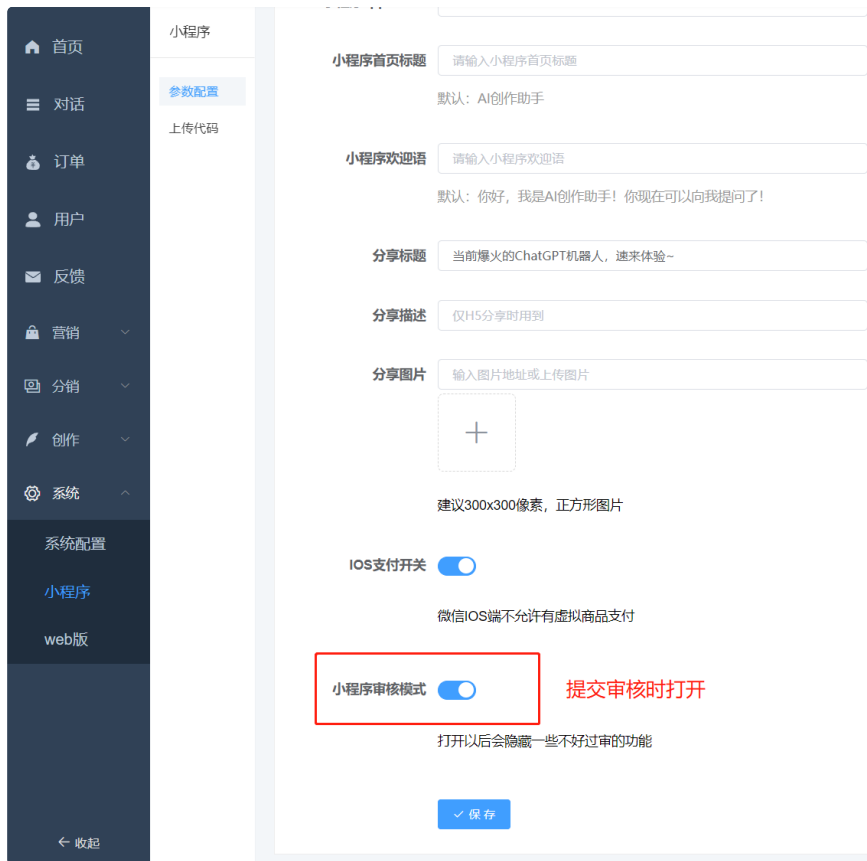 首页
对话
订单
用户
反馈
营销
分销
创作
系统
系统配置
小程序
web版
收起
小程序
参数配置
上传代码
小程序首页标题
请输入小程序首页标题
默认：AI创作助手
小程序欢迎语
请输入小程序欢迎语
默认：你好，我是AI创作助手！你现在可以向我提问了！
分享标题
当前爆火的ChatGPT机器人，速来体验~
分享描述
仅H5分享时用到
分享图片
输入图片地址或上传图片
建议300x300像素，正方形图片
IOS支付开关
微信IOS端不允许有虚拟商品支付
小程序审核模式
提交审核时打开
打开以后会隐藏一些不好过审的功能
保存